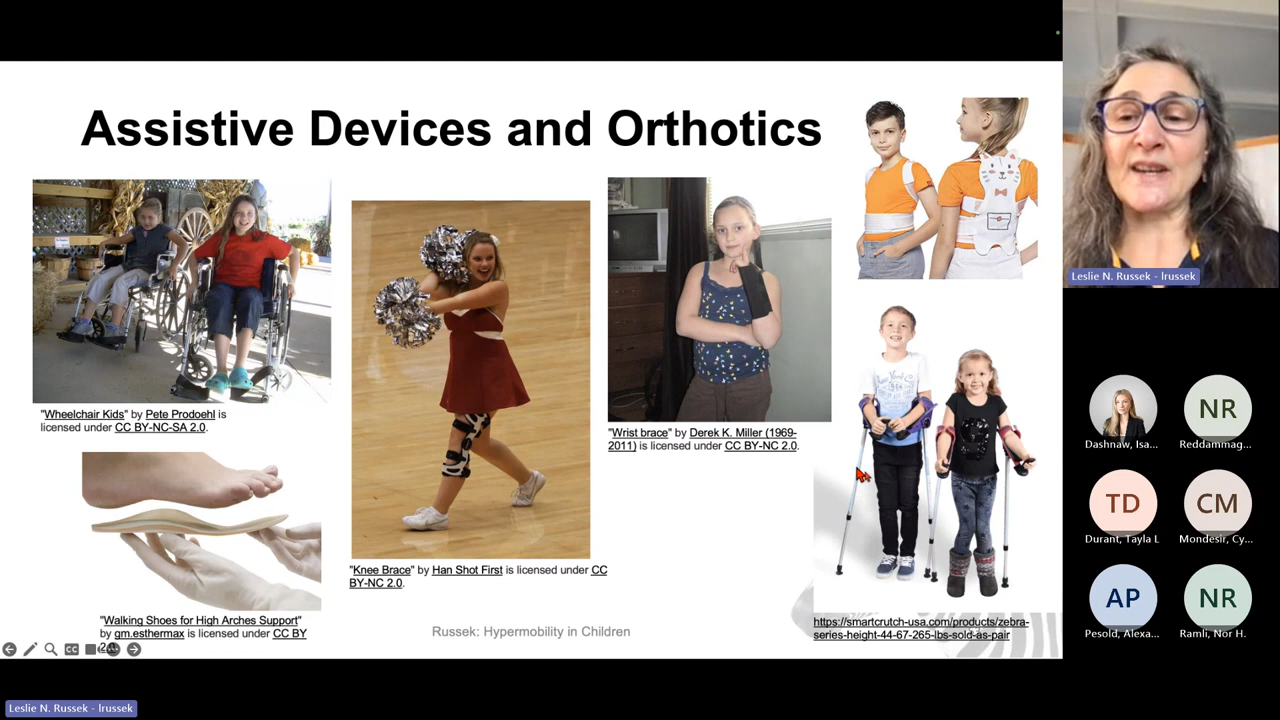 Assistive Devices and Orthotics
"Wheelchair Kids" by Pete Prodoehl is
licensed under CC BY-NC-SA 2.0.
"Walking Shoes for High Arches Support"
by gm.esthermax is licensed under CC BY
2.0.
"Knee Brace" by Han Shot First is licensed under CC
BY-NC 2.0.
"Wrist brace" by Derek K. Miller (1969-
2011) is licensed under CC BY-NC 2.0.
https://smartcrutch-usa.com/products/zebra-
series-height-44-67-265-lbs-sold-as-pair
Russek: Hypermobility in Children
CC
Leslie N. Russek - lrussek
Dashnaw, Isa...
NR
Reddammag...
TD
Durant, Tayla L
CM
Mondesir, Cy...
AP
Pesold, Alexa...
NR
Ramli, Nor H.
Leslie N. Russek - lrussek